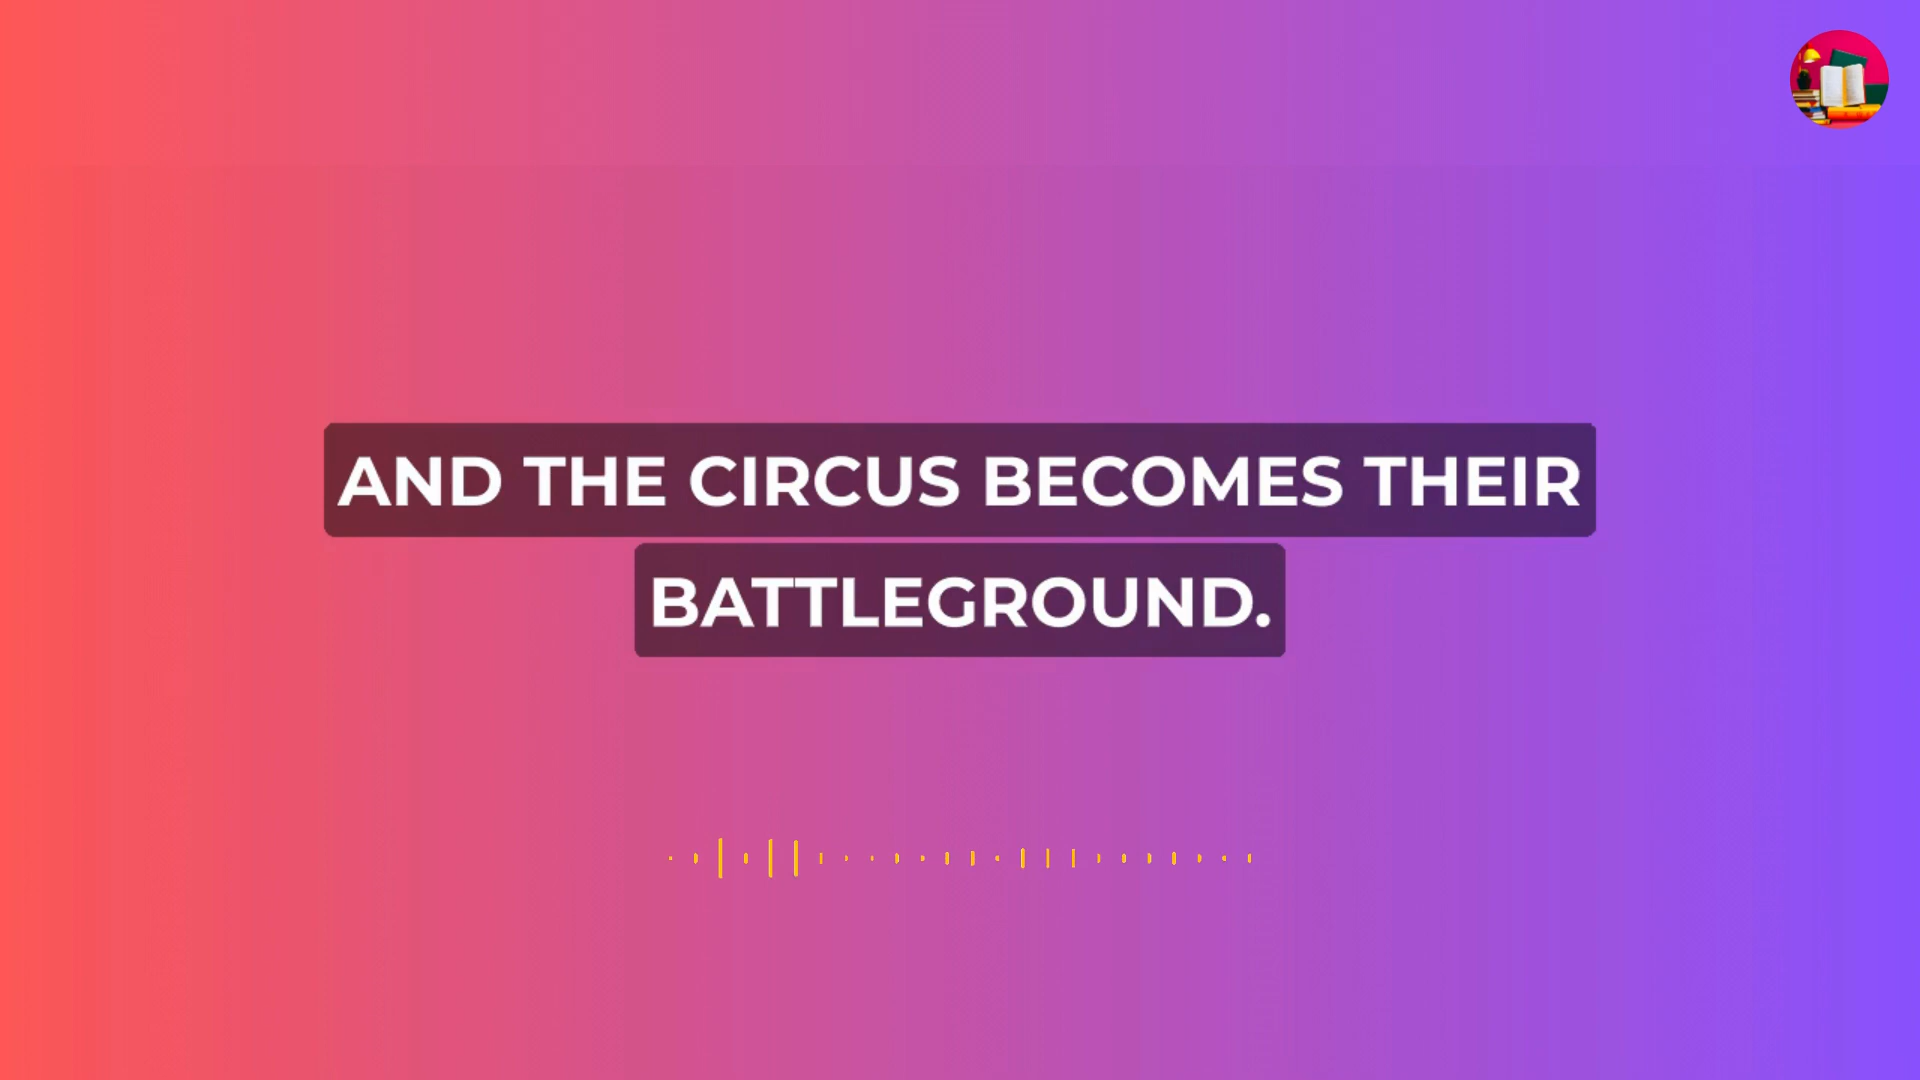 AND THE CIRCUS BECOMES THEIR
BATTLEGROUND.